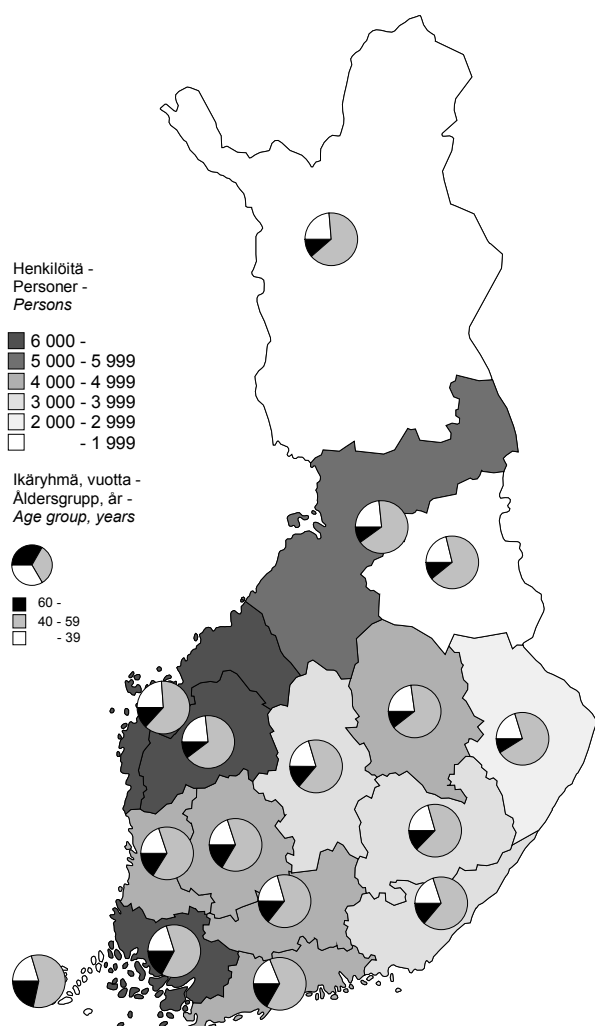 Henkilöitä -
Personer -
Persons
6 000 -
5 000 - 5 999
4 000 - 4 999
3 000 - 3 999
2 000 - 2 999
- 1 999
Ikäryhmä, vuotta -
Åldersgrupp, år -
Age group, years
60 -
40 - 59
- 39